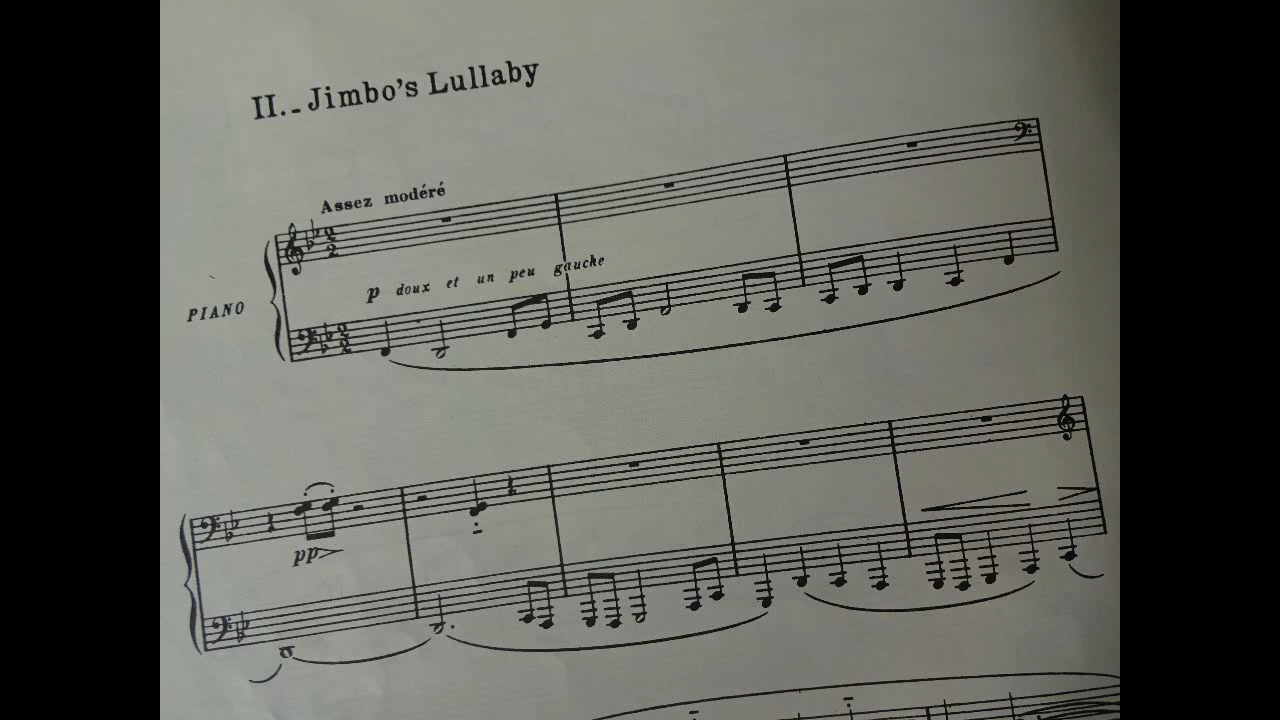 II._ Jimbo's Lullaby
Assez modéré
p doux et un peu gauche
PIANO
pp